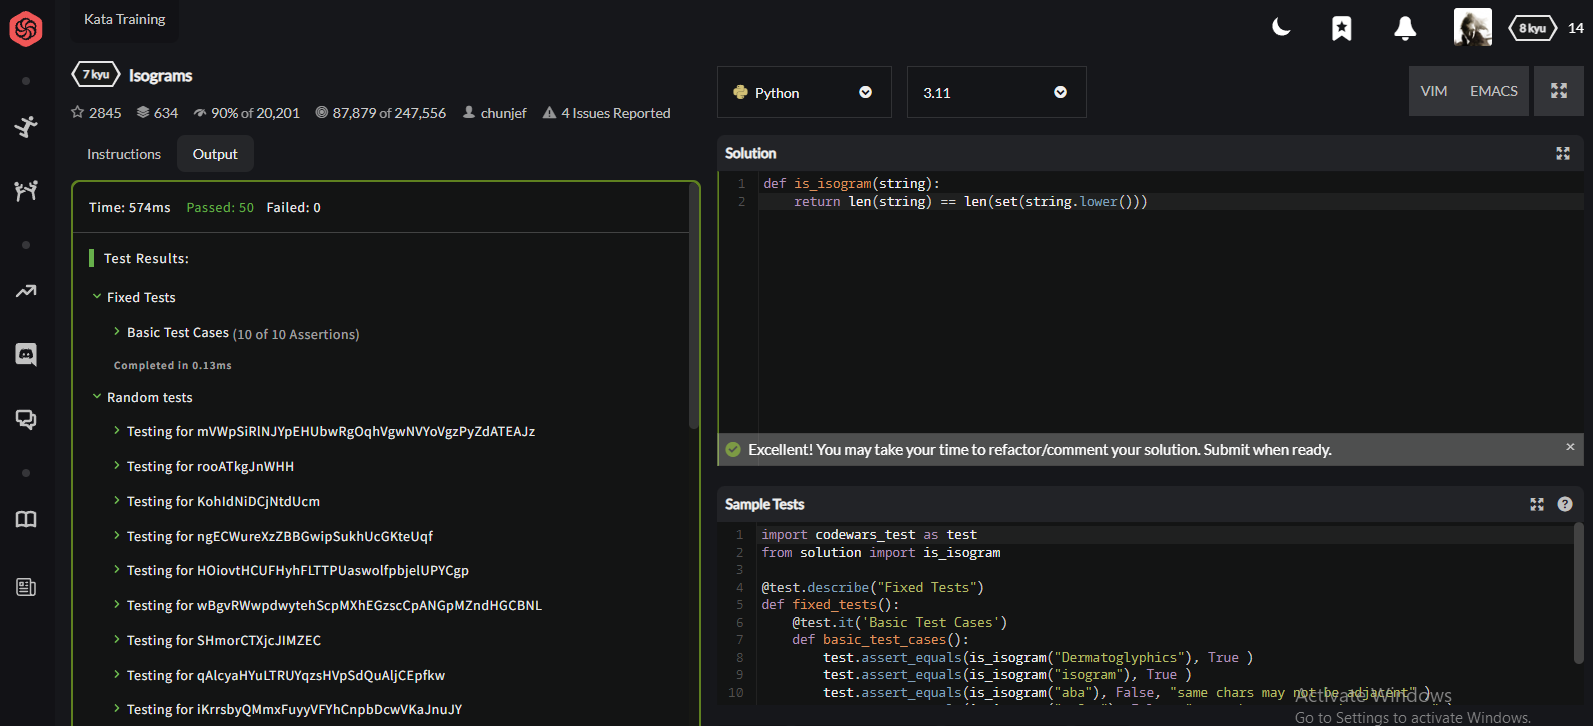 Kata Training
8 kyu 14
7 kyu Isograms
2845 634 90% of 20,201 87,879 of 247,556 chunjef 4 Issues Reported
Instructions Output
Time: 574ms Passed: 50 Failed: 0
Test Results:
Fixed Tests
Basic Test Cases (10 of 10 Assertions)
Completed in 0.13ms
Random tests
Testing for mVWpSiRlNJYpEHUbwRgOqhVgwNVYoVgzPyZdATEAJz
Testing for rooATkgJnWHH
Testing for KohIdNiDCjNtdUcm
Testing for ngECWureXzZBBGwipSukhUcGKteUqf
Testing for HOiovtHCUFHyhFLTTPUaswolfpbjelUPYCgp
Testing for wBgvRWwpdwytehScpMXhEGzscCpANGpMZndHGCBNL
Testing for SHmorCTXjcJIMZEC
Testing for qAlcyaHYuLTRUYqzsHVpSdQuAljCEpfkw
Testing for iKrrsbyQMmxFuyyVFYhCnpbDcwVKaJnuJY
Python 3.11 VIM EMACS
Solution
1 def is_isogram(string):
2 return len(string) == len(set(string.lower()))
Excellent! You may take your time to refactor/comment your solution. Submit when ready. ×
Sample Tests ?
1 import codewars_test as test
2 from solution import is_isogram
3
4 @test.describe("Fixed Tests")
5 def fixed_tests():
6 @test.it('Basic Test Cases')
7 def basic_test_cases():
8 test.assert_equals(is_isogram("Dermatoglyphics"), True )
9 test.assert_equals(is_isogram("isogram"), True )
10 test.assert_equals(is_isogram("aba"), False, "same chars may not be adjacent" )
Activate Windows
Go to Settings to activate Windows.